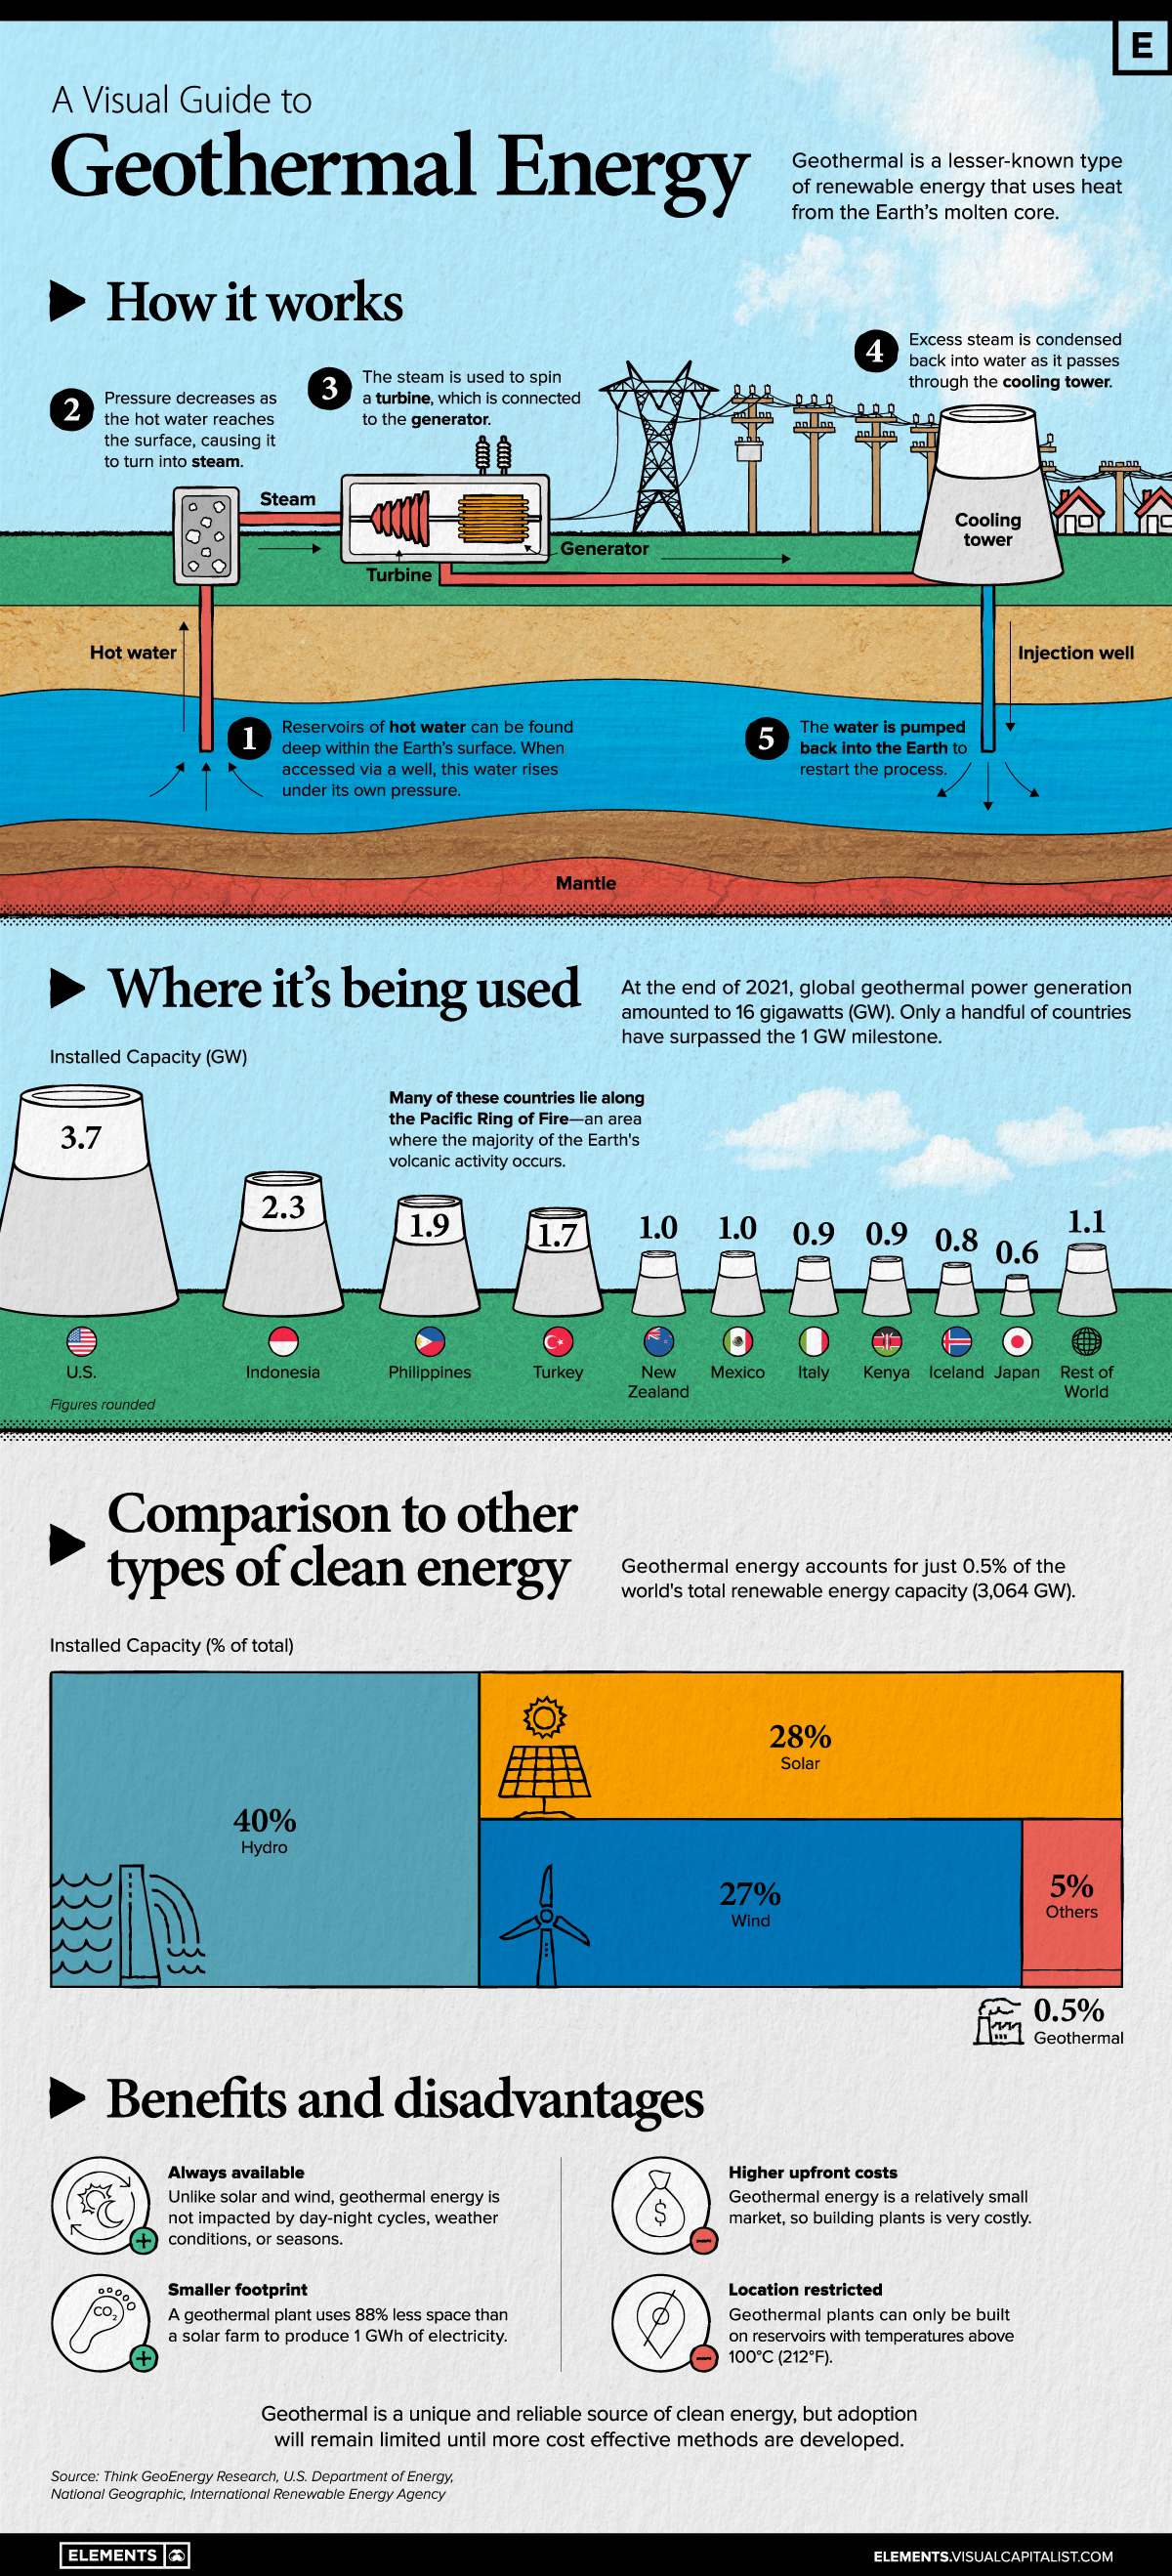 E
A Visual Guide to
Geothermal Energy
Geothermal is a lesser-known type
of renewable energy that uses heat
from the Earth's molten core.
How it works
2
Pressure decreases as
the hot water reaches
the surface, causing it
to turn into steam.
3
The steam is used to spin
a turbine, which is connected
to the generator.
4
Excess steam is condensed
back into water as it passes
through the cooling tower.
Steam
Turbine
Generator
Cooling
tower
Hot water
Injection well
1
Reservoirs of hot water can be found
deep within the Earth's surface. When
accessed via a well, this water rises
under its own pressure.
5
The water is pumped
back into the Earth to
restart the process.
Mantle
Where it's being used
At the end of 2021, global geothermal power generation
amounted to 16 gigawatts (GW). Only a handful of countries
have surpassed the 1 GW milestone.
Installed Capacity (GW)
Many of these countries lie along
the Pacific Ring of Fire—an area
where the majority of the Earth's
volcanic activity occurs.
3.7
2.3
1.9
1.7
1.0
1.0
0.9
0.9
0.8
0.6
1.1
U.S.
Indonesia
Philippines
Turkey
New
Zealand
Mexico
Italy
Kenya
Iceland
Japan
Rest of
World
Figures rounded
Comparison to other
types of clean energy
Geothermal energy accounts for just 0.5% of the
world's total renewable energy capacity (3,064 GW).
Installed Capacity (% of total)
40%
Hydro
28%
Solar
27%
Wind
5%
Others
0.5%
Geothermal
Benefits and disadvantages
Always available
Unlike solar and wind, geothermal energy is
not impacted by day-night cycles, weather
conditions, or seasons.
$
Higher upfront costs
Geothermal energy is a relatively small
market, so building plants is very costly.
CO2
Smaller footprint
A geothermal plant uses 88% less space than
a solar farm to produce 1 GWh of electricity.
Location restricted
Geothermal plants can only be built
on reservoirs with temperatures above
100°C (212°F).
Geothermal is a unique and reliable source of clean energy, but adoption
will remain limited until more cost effective methods are developed.
Source: Think GeoEnergy Research, U.S. Department of Energy,
National Geographic, International Renewable Energy Agency
ELEMENTS
ELEMENTS.VISUALCAPITALIST.COM